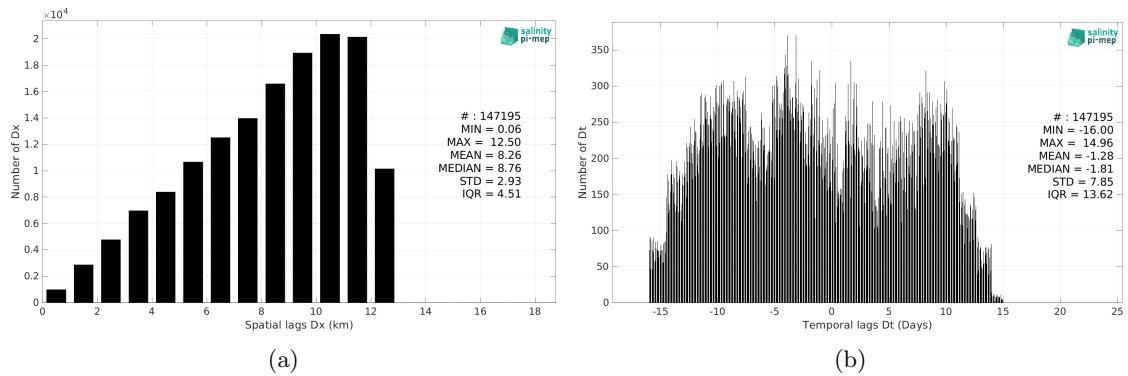 ×10⁴
2
1.8
1.6
1.4
1.2
1
0.8
0.6
0.4
0.2
0
Number of Dx
0 2 4 6 8 10 12 14 16 18
Spatial lags Dx (km)
salinity
pi-mep
# : 147195
MIN = 0.06
MAX = 12.50
MEAN = 8.26
MEDIAN = 8.76
STD = 2.93
IQR = 4.51
(a)
350
300
250
200
150
100
50
0
Number of Dt
-15 -10 -5 0 5 10 15 20 25
Temporal lags Dt (Days)
salinity
pi-mep
# : 147195
MIN = -16.00
MAX = 14.96
MEAN = -1.28
MEDIAN = -1.81
STD = 7.85
IQR = 13.62
(b)